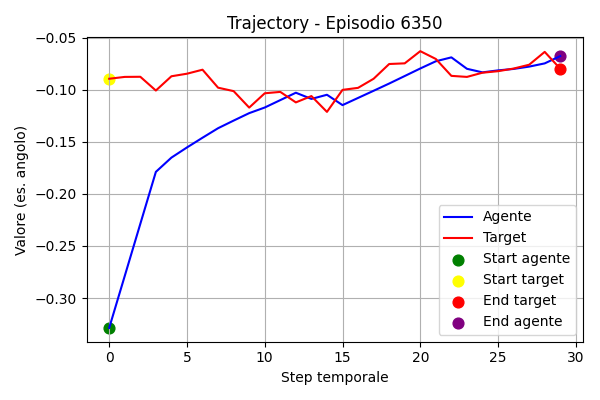 Trajectory - Episodio 6350
Valore (es. angolo)
−0.05
−0.10
−0.15
−0.20
−0.25
−0.30
0
5
10
15
20
25
30
Step temporale
Agente
Target
Start agente
Start target
End target
End agente